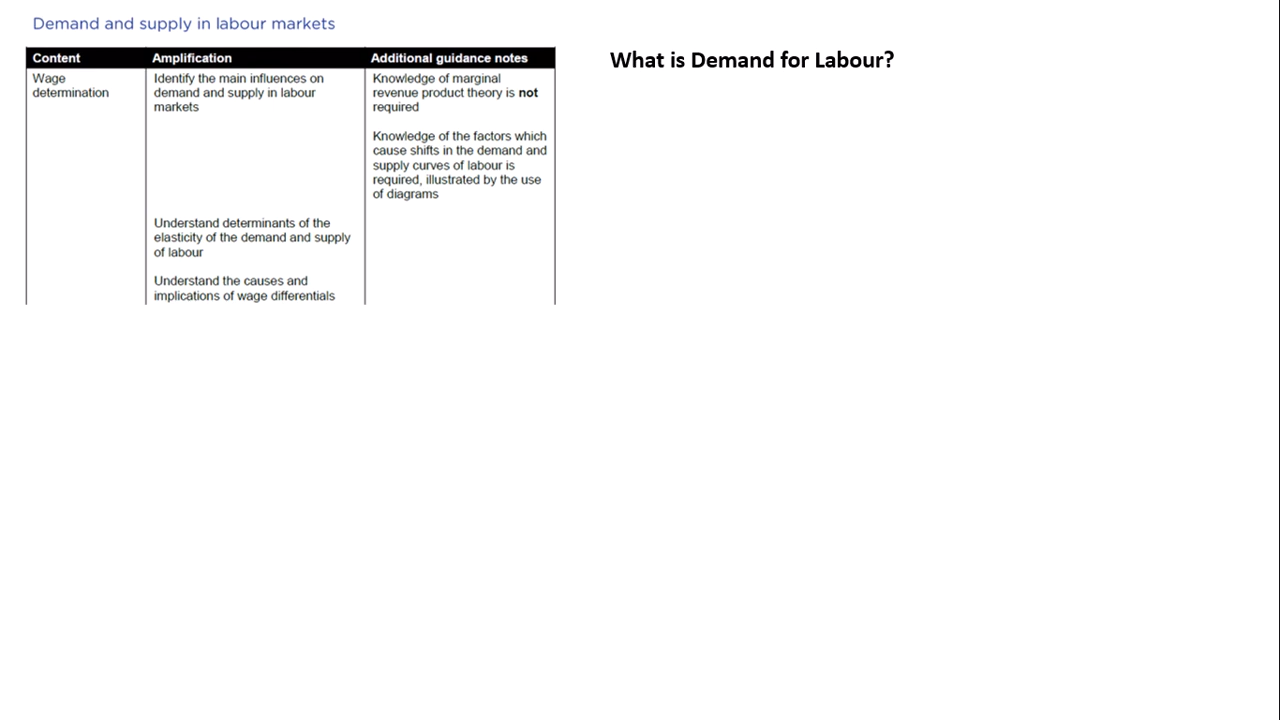 Demand and supply in labour markets
Content Amplification Additional guidance notes
Wage
determination
Identify the main influences on
demand and supply in labour
markets
Knowledge of marginal
revenue product theory is not
required
Knowledge of the factors which
cause shifts in the demand and
supply curves of labour is
required, illustrated by the use
of diagrams
Understand determinants of the
elasticity of the demand and supply
of labour
Understand the causes and
implications of wage differentials
What is Demand for Labour?